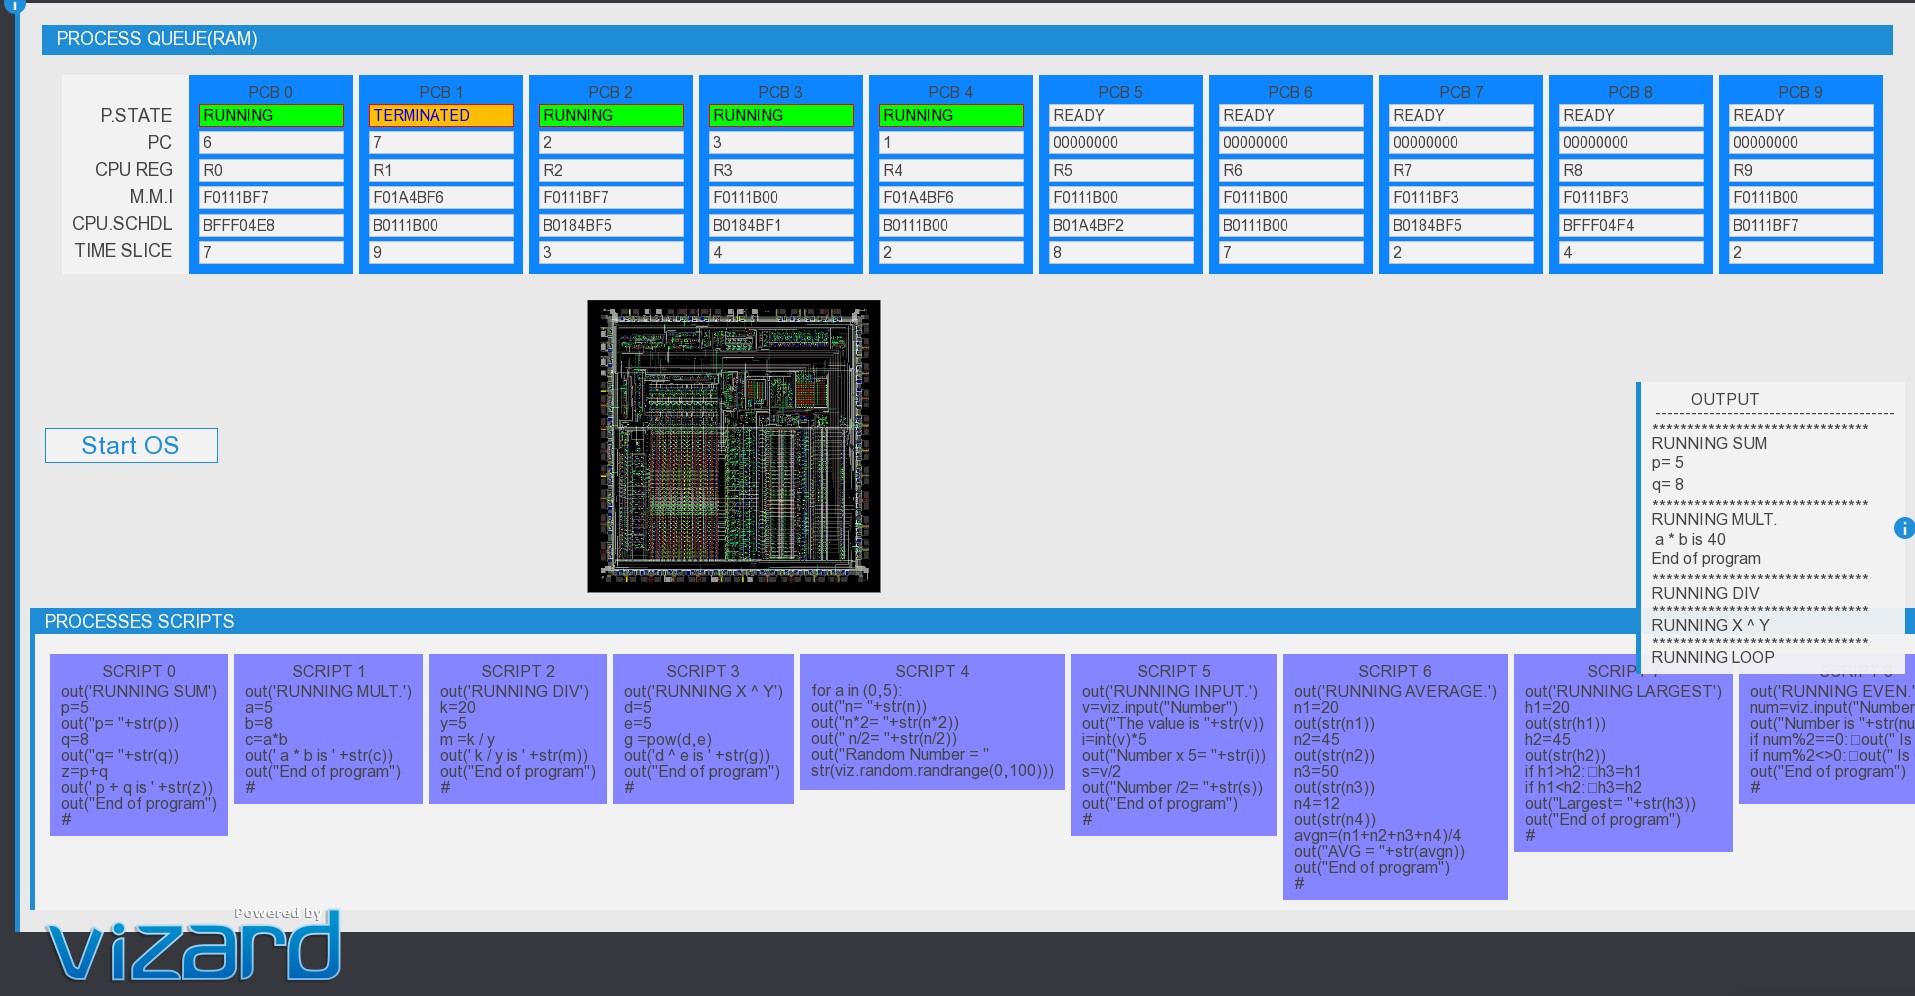 PROCESS QUEUE(RAM)
PCB 0 PCB 1 PCB 2 PCB 3 PCB 4 PCB 5 PCB 6 PCB 7 PCB 8 PCB 9
P.STATE RUNNING TERMINATED RUNNING RUNNING RUNNING READY READY READY READY READY
PC 6 7 2 3 1 00000000 00000000 00000000 00000000 00000000
CPU REG R0 R1 R2 R3 R4 R5 R6 R7 R8 R9
M.M.I F0111BF7 F01A4BF6 F0111BF7 F0111B00 F01A4BF6 F0111B00 F0111B00 F0111BF3 F0111BF3 F0111B00
CPU.SCHDL BFFF04E8 B0111B00 B0184BF5 B0184BF1 B0111B00 B01A4BF2 B0111B00 B0184BF5 BFFF04F4 B0111BF7
TIME SLICE 7 9 3 4 2 8 7 2 4 2
Start OS
OUTPUT
----------------------------------
*******************************
RUNNING SUM
p= 5
q= 8
*******************************
RUNNING MULT.
a * b is 40
End of program
*******************************
RUNNING DIV
*******************************
RUNNING X ^ Y
*******************************
RUNNING LOOP
PROCESSES SCRIPTS
SCRIPT 0
out('RUNNING SUM')
p=5
out("p= "+str(p))
q=8
out("q= "+str(q))
z=p+q
out(' p + q is ' +str(z))
out("End of program")
#
SCRIPT 1
out('RUNNING MULT.')
a=5
b=8
c=a*b
out(' a * b is ' +str(c))
out("End of program")
#
SCRIPT 2
out('RUNNING DIV')
k=20
y=5
m =k / y
out(' k / y is ' +str(m))
out("End of program")
#
SCRIPT 3
out('RUNNING X ^ Y')
d=5
e=5
g =pow(d,e)
out('d ^ e is ' +str(g))
out("End of program")
#
SCRIPT 4
for a in (0,5):
out("n= "+str(n))
out("n*2= "+str(n*2))
out(" n/2= "+str(n/2))
out("Random Number = "
str(viz.random.randrange(0,100)))
SCRIPT 5
out('RUNNING INPUT.')
v=viz.input("Number")
out("The value is "+str(v))
i=int(v)*5
out("Number x 5= "+str(i))
s=v/2
out("Number /2= "+str(s))
out("End of program")
#
SCRIPT 6
out('RUNNING AVERAGE.')
n1=20
out(str(n1))
n2=45
out(str(n2))
n3=50
out(str(n3))
n4=12
out(str(n4))
avgn=(n1+n2+n3+n4)/4
out("AVG = "+str(avgn))
out("End of program")
#
SCRIPT 7
out('RUNNING LARGEST')
h1=20
out(str(h1))
h2=45
out(str(h2))
if h1>h2:□h3=h1
if h1<h2:□h3=h2
out("Largest= "+str(h3))
out("End of program")
#
out('RUNNING EVEN.'
num=viz.input("Number
out("Number is "+str(nu
if num%2==0:□out(" Is
if num%2<>0:□out(" Is
out("End of program")
#
Powered by
vizard